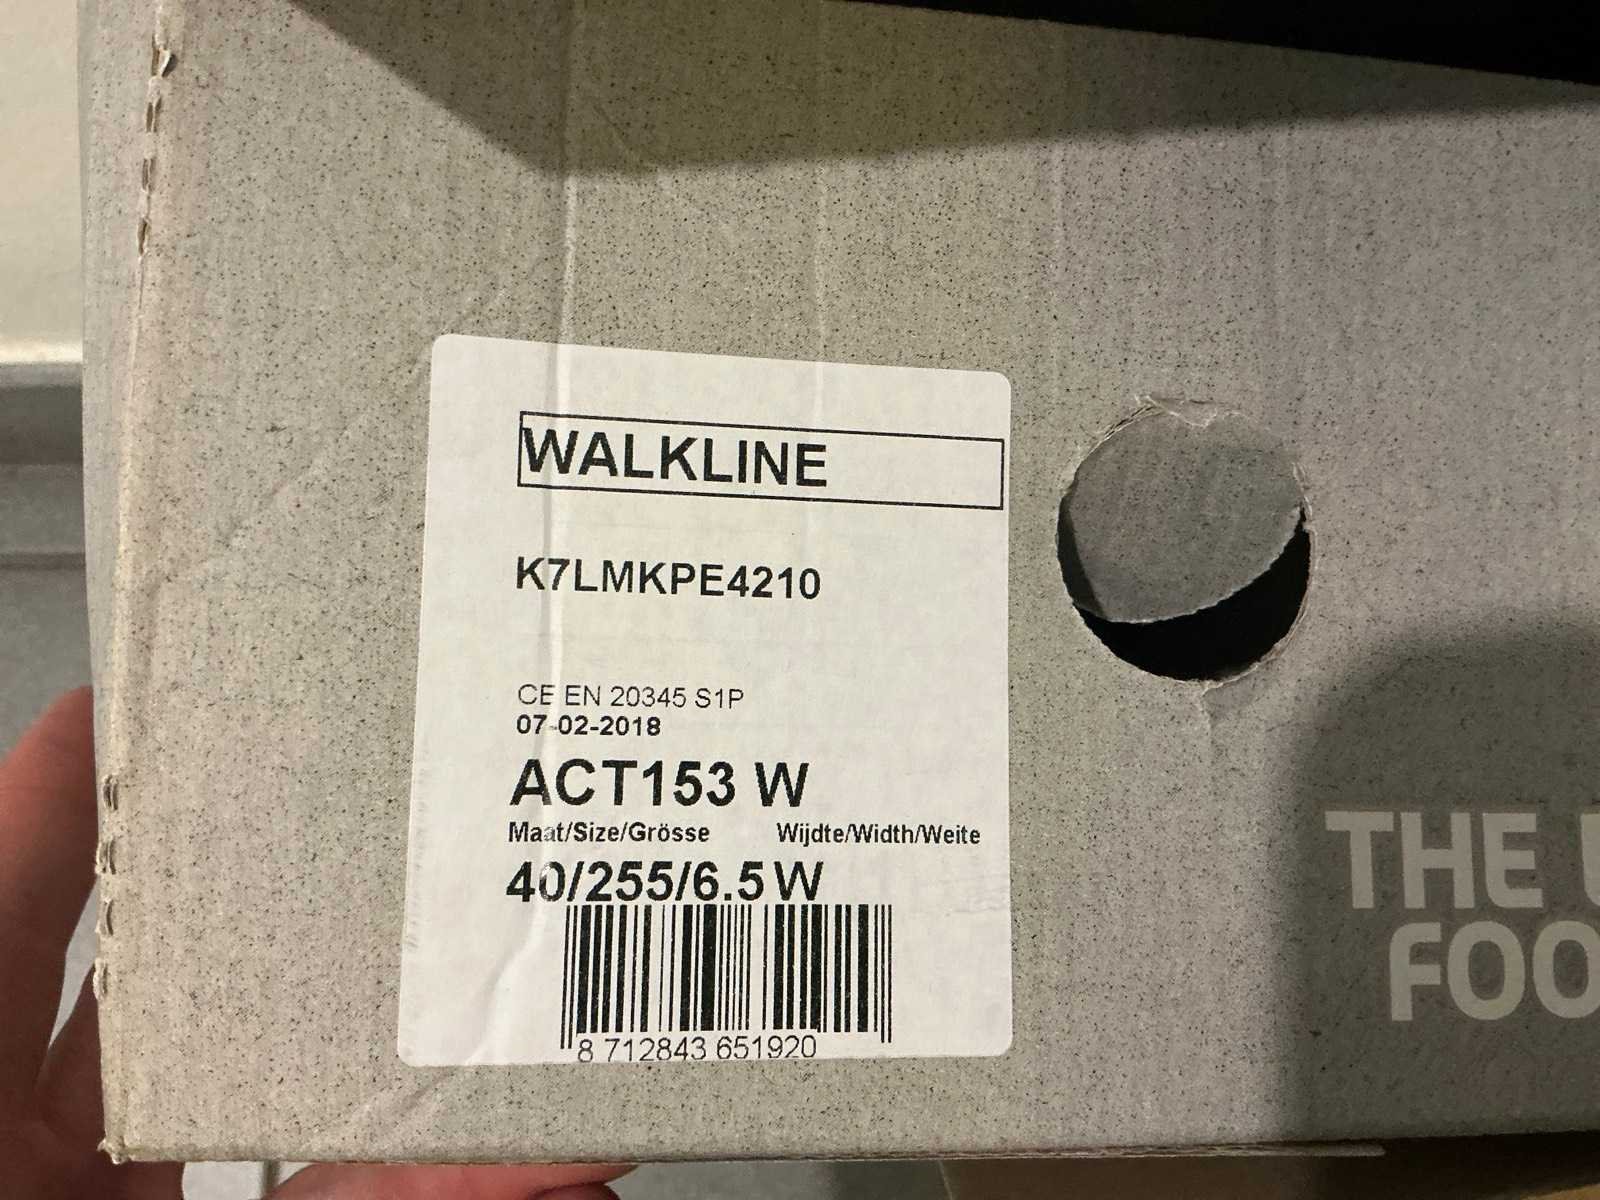 WALKLINE
K7LMKPE4210
CE EN 20345 S1P
07-02-2018
ACT153 W
Maat/Size/Grösse Wijdte/Width/Weite
40/255/6.5 W
8 712843 651920
THE
FOO